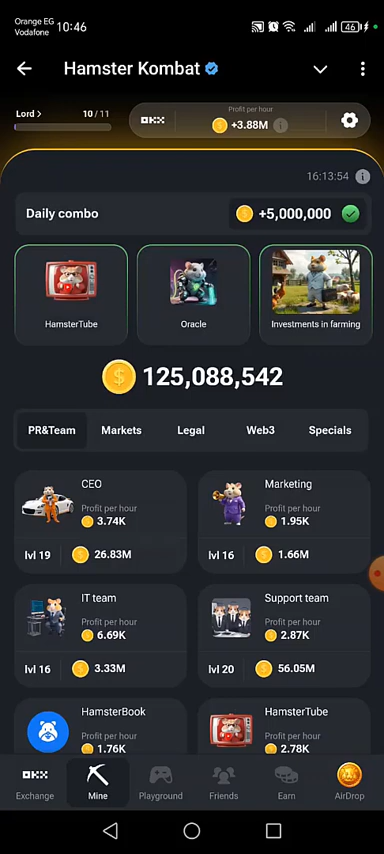 Orange EG
Vodafone 10:46
46
Hamster Kombat
Lord > 10 / 11
OKX
Profit per hour
+3.88M
16:13:54
Daily combo +5,000,000
HamsterTube Oracle Investments in farming
125,088,542
PR&Team Markets Legal Web3 Specials
CEO
Profit per hour
3.74K
lvl 19 26.83M
Marketing
Profit per hour
1.95K
lvl 16 1.66M
IT team
Profit per hour
6.69K
lvl 16 3.33M
Support team
Profit per hour
2.87K
lvl 20 56.05M
HamsterBook
Profit per hour
1.76K
HamsterTube
Profit per hour
2.78K
OKX
Exchange Mine Playground Friends Earn AirDrop